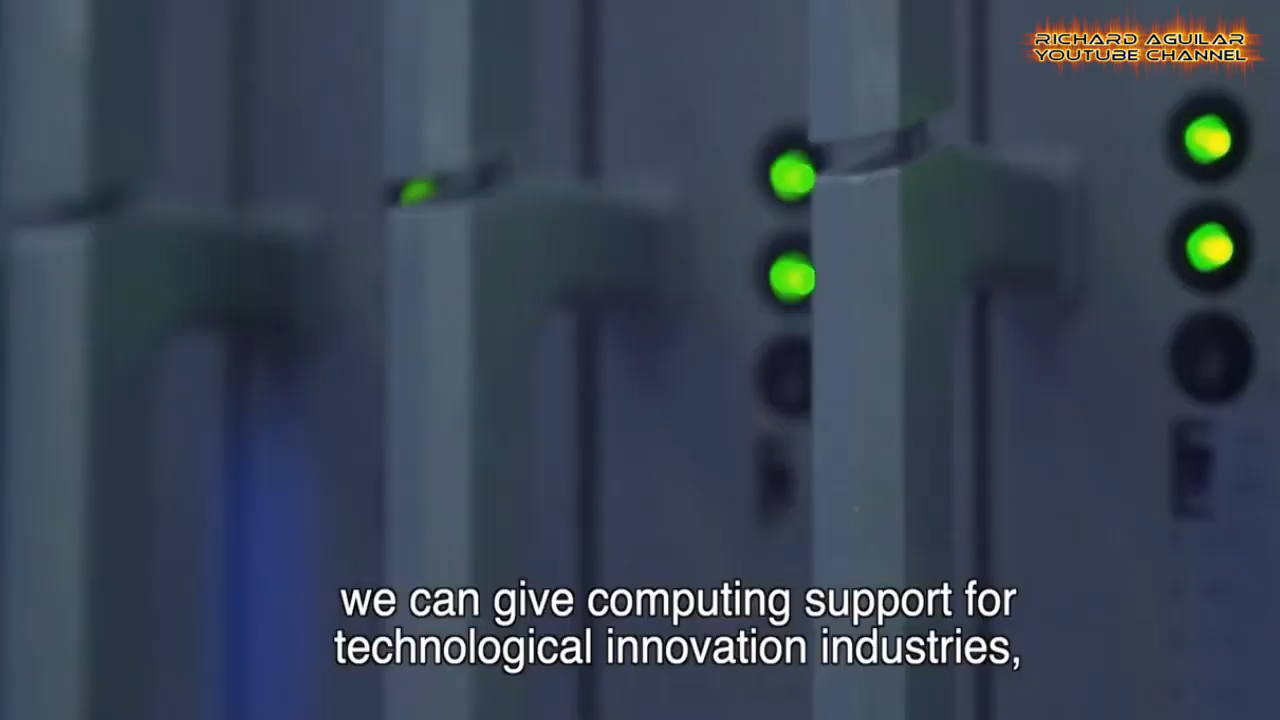 RICHARD AGUILAR
YOUTUBE CHANNEL
we can give computing support for
technological innovation industries,